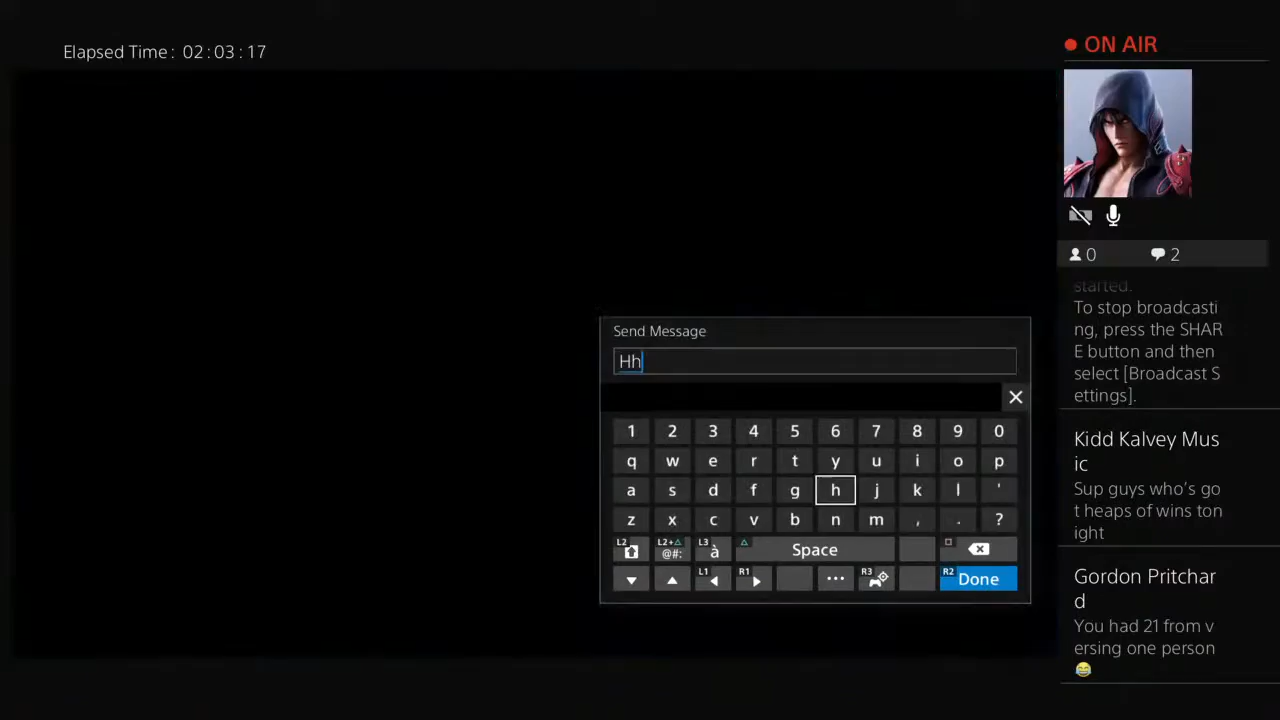 Elapsed Time: 02:03:17
ON AIR
0 2
started.
To stop broadcasti
ng, press the SHAR
E button and then
select [Broadcast S
ettings].
Kidd Kalvey Mus
ic
Sup guys who's go
t heaps of wins ton
ight
Gordon Pritchar
d
You had 21 from v
ersing one person
😂
Send Message
Hh
1 2 3 4 5 6 7 8 9 0
q w e r t y u i o p
a s d f g h j k l '
z x c v b n m , . ?
L2 L2+△ @#: L3 à △ Space □
L1 R1 ... R3 R2 Done